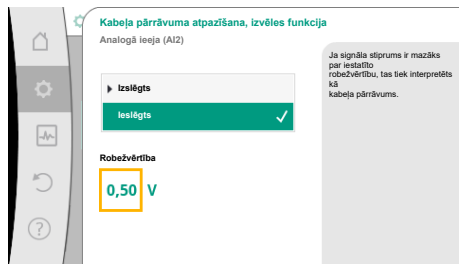 Kabeļa pārrāvuma atpazīšana, izvēles funkcija
Analogā ieeja (AI2)
Izslēgts
Ieslēgts
Robežvērtība
0,50 V
Ja signāla stiprums ir mazāks
par iestatīto
robežvērtību, tas tiek interpretēts
kā
kabeļa pārrāvums.